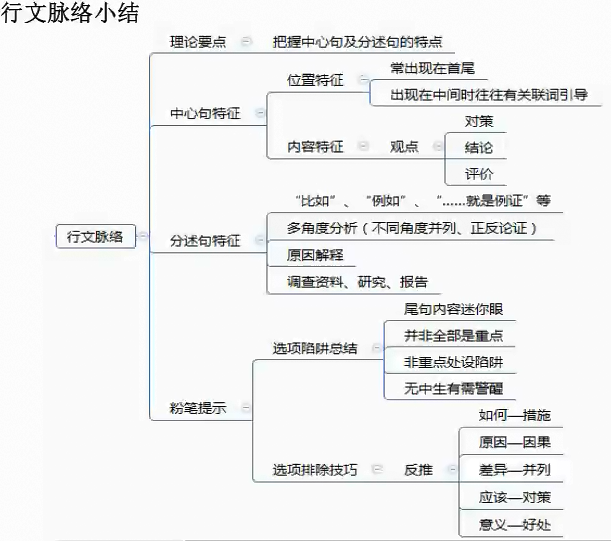 行文脉络小结
行文脉络
理论要点
把握中心句及分述句的特点
中心句特征
位置特征
常出现在首尾
出现在中间时往往有关联词引导
内容特征
观点
对策
结论
评价
分述句特征
“比如”、“例如”、“……就是例证”等
多角度分析（不同角度并列、正反论证）
原因解释
调查资料、研究、报告
粉笔提示
选项陷阱总结
尾句内容迷你眼
并非全部是重点
非重点处设陷阱
无中生有需警醒
选项排除技巧
反推
如何—措施
原因—因果
差异—并列
应该—对策
意义—好处